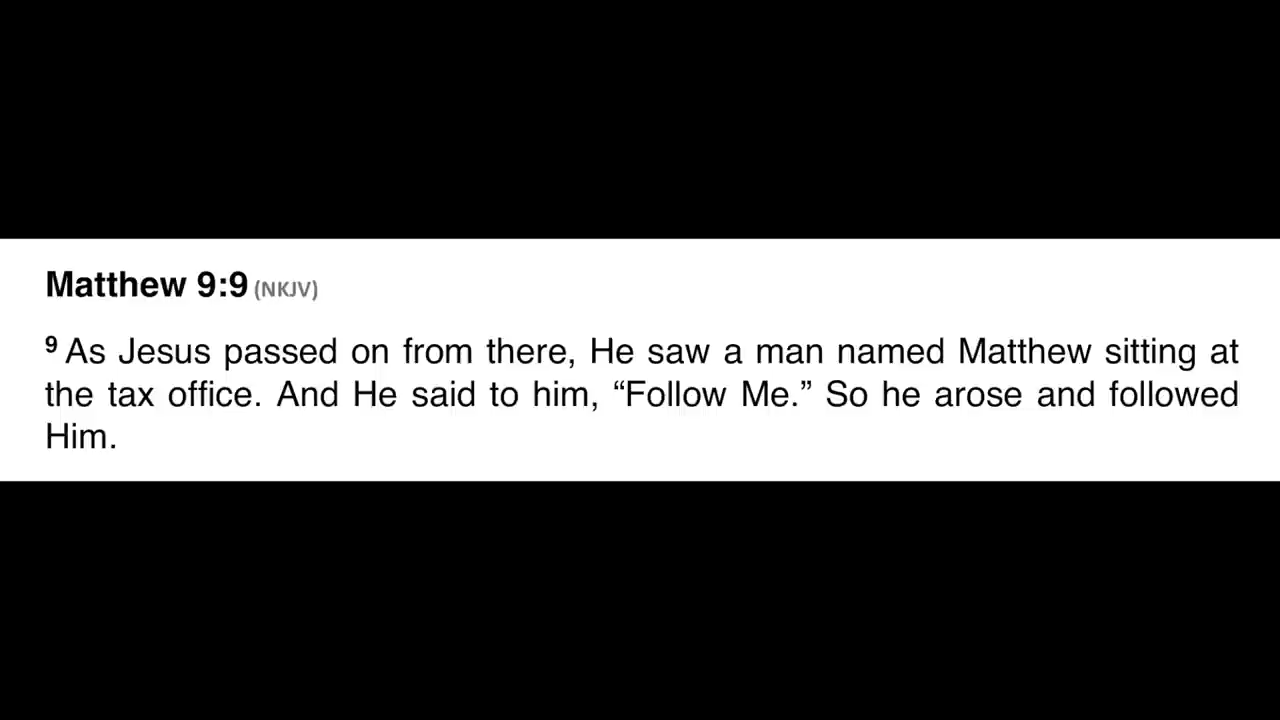 Matthew 9:9 (NKJV)
9 As Jesus passed on from there, He saw a man named Matthew sitting at
the tax office. And He said to him, “Follow Me.” So he arose and followed
Him.